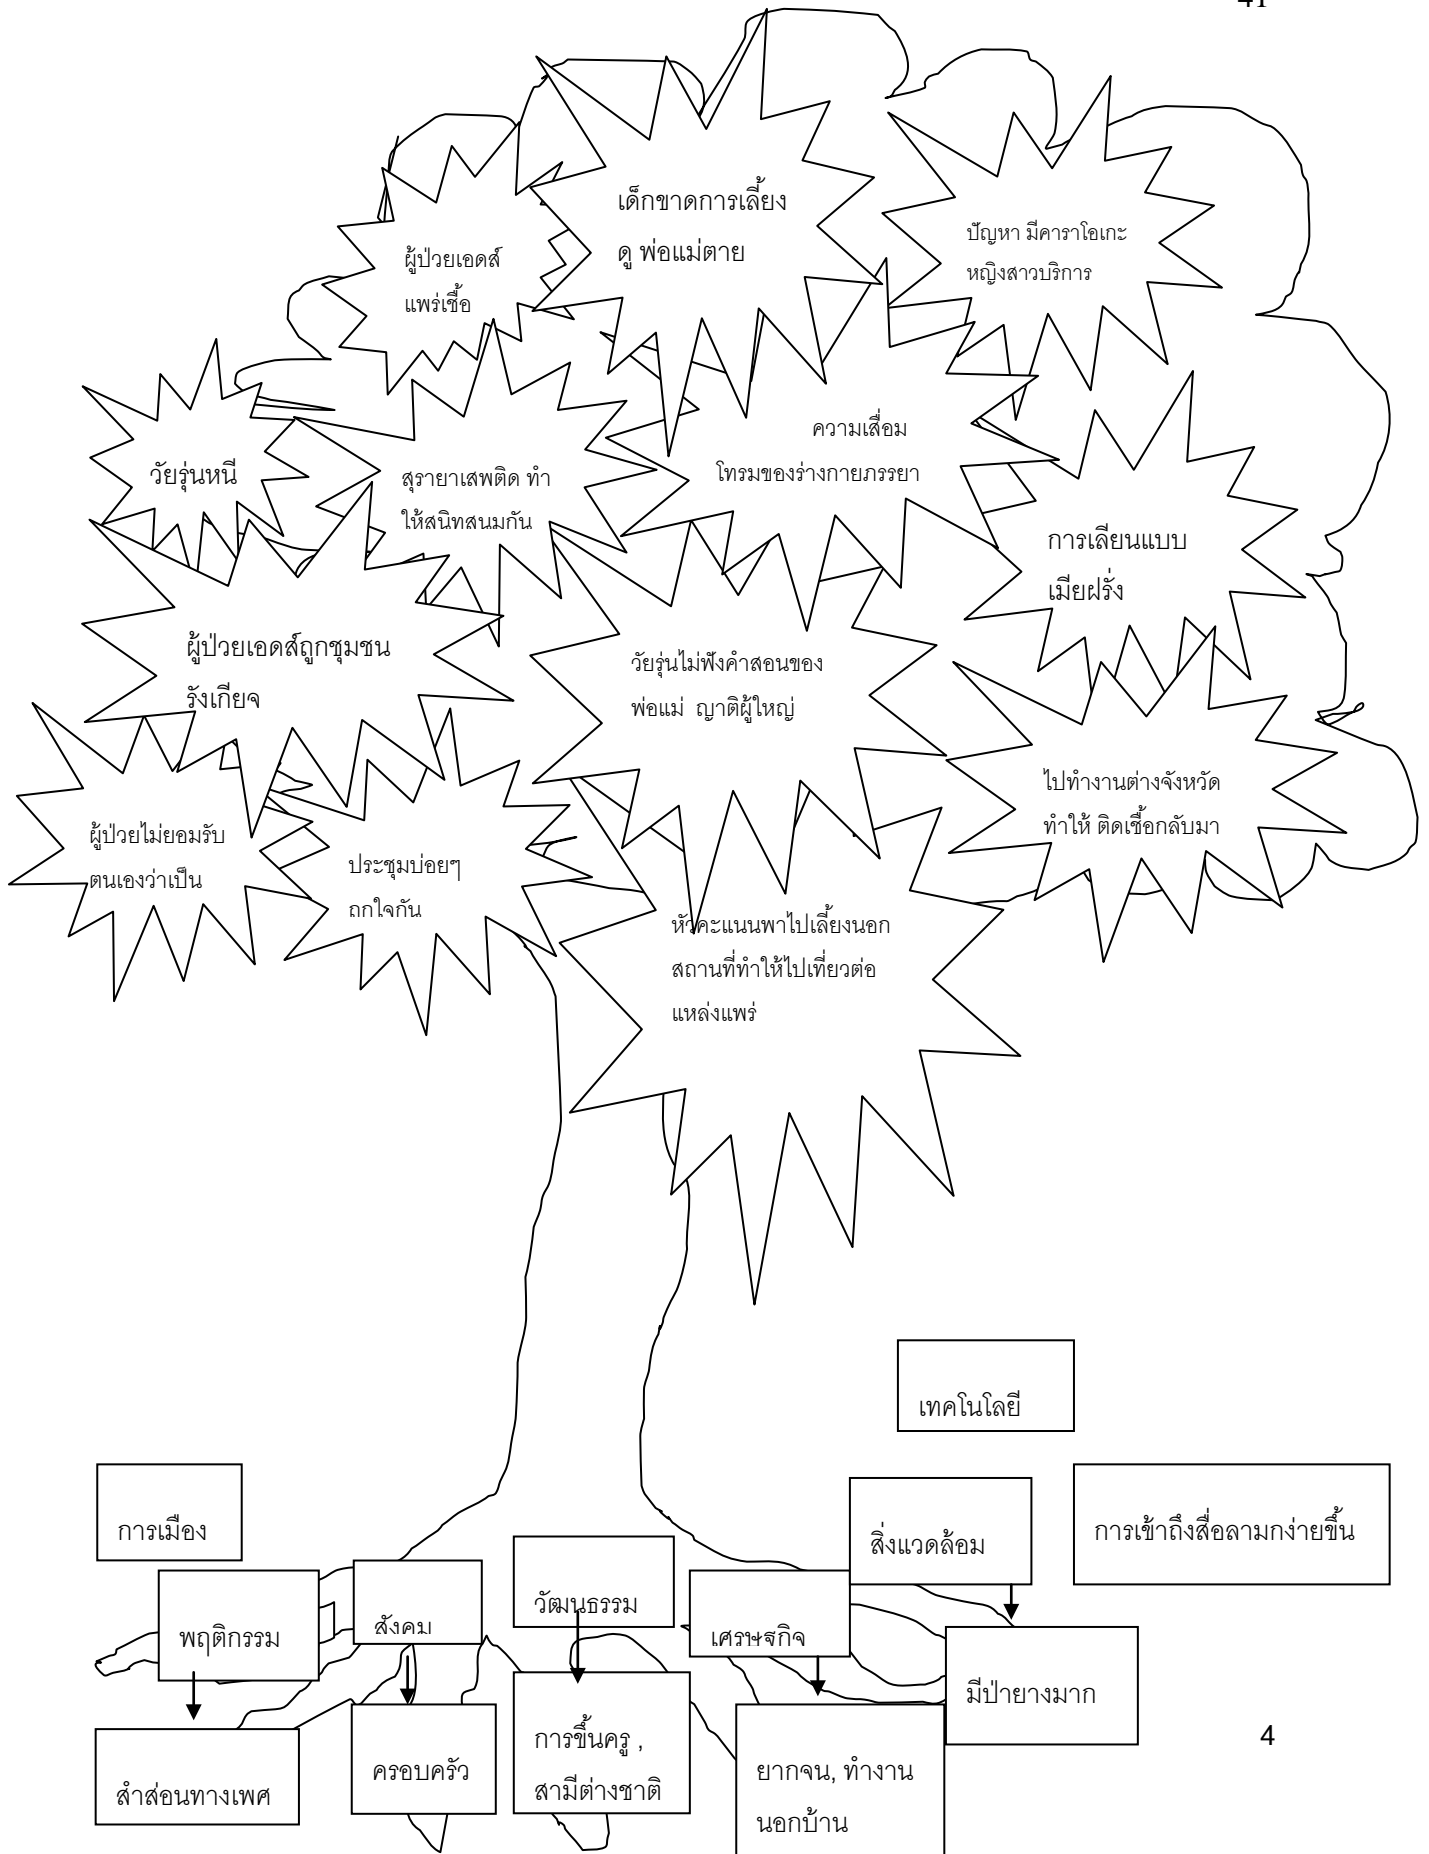 เด็กขาดการเลี้ยง
ดู พ่อแม่ตาย
ปัญหา มีคาราโอเกะ
หญิงสาวบริการ
ผู้ป่วยเอดส์
แพร่เชื้อ
ความเสื่อม
โทรมของร่างกายภรรยา
วัยรุ่นหนี
สุรายาเสพติด ทำ
ให้สนิทสนมกัน
การเลียนแบบ
เมียฝรั่ง
ผู้ป่วยเอดส์ถูกชุมชน
รังเกียจ
วัยรุ่นไม่ฟังคำสอนของ
พ่อแม่ ญาติผู้ใหญ่
ไปทำงานต่างจังหวัด
ทำให้ ติดเชื้อกลับมา
ผู้ป่วยไม่ยอมรับ
ตนเองว่าเป็น
ประชุมบ่อยๆ
ถกใจกัน
หัวคะแนนพาไปเลี้ยงนอก
สถานที่ทำให้ไปเที่ยวต่อ
แหล่งแพร่
เทคโนโลยี
การเมือง
สิ่งแวดล้อม
การเข้าถึงสื่อลามกง่ายขึ้น
พฤติกรรม
สังคม
วัฒนธรรม
เศรษฐกิจ
มีป่ายางมาก
สำส่อนทางเพศ
ครอบครัว
การขึ้นครู ,
สามีต่างชาติ
ยากจน, ทำงาน
นอกบ้าน
4